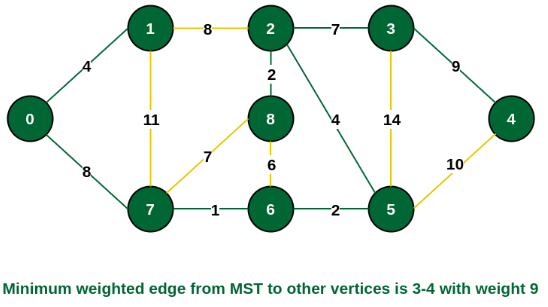 1 8 2 7 3
4 9
2
0 11 8 4 14 4
7 6 10
8
7 1 6 2 5
Minimum weighted edge from MST to other vertices is 3-4 with weight 9